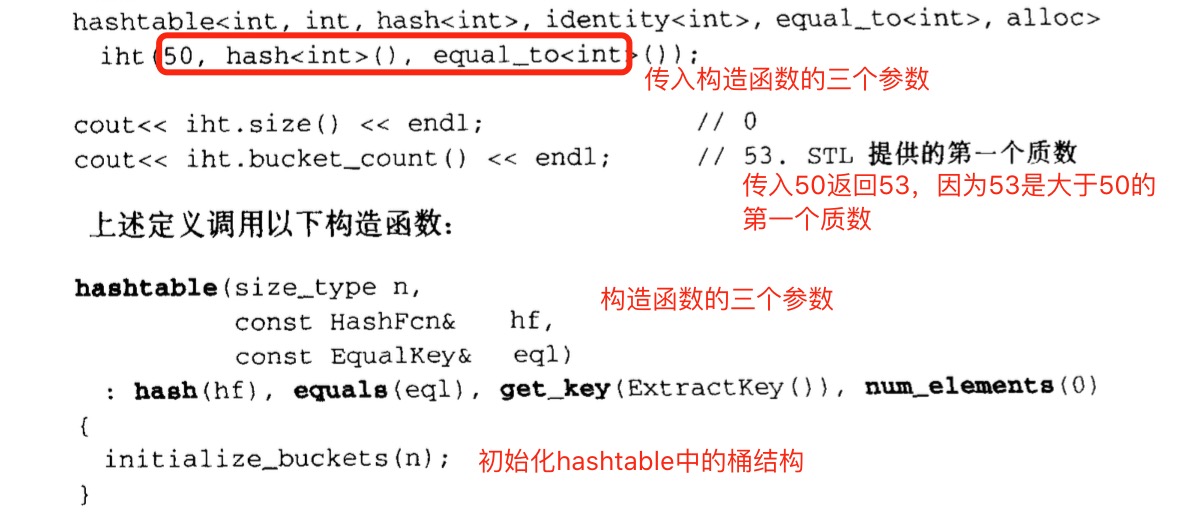 hashtable<int, int, hash<int>, identity<int>, equal_to<int>, alloc>
iht(50, hash<int>(), equal_to<int>());
传入构造函数的三个参数
cout<< iht.size() << endl; // 0
cout<< iht.bucket_count() << endl; // 53. STL 提供的第一个质数
传入50返回53，因为53是大于50的
第一个质数
上述定义调用以下构造函数：
hashtable(size_type n,
构造函数的三个参数
const HashFcn& hf,
const EqualKey& eql)
: hash(hf), equals(eql), get_key(ExtractKey()), num_elements(0)
{
initialize_buckets(n); 初始化hashtable中的桶结构
}